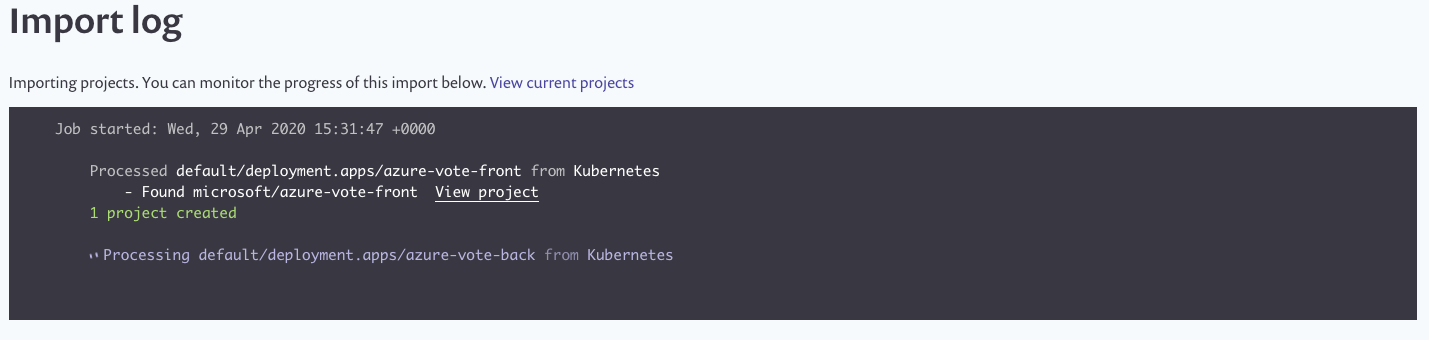 Import log
Importing projects. You can monitor the progress of this import below. View current projects
Job started: Wed, 29 Apr 2020 15:31:47 +0000
Processed default/deployment.apps/azure-vote-front from Kubernetes
- Found microsoft/azure-vote-front View project
1 project created
Processing default/deployment.apps/azure-vote-back from Kubernetes